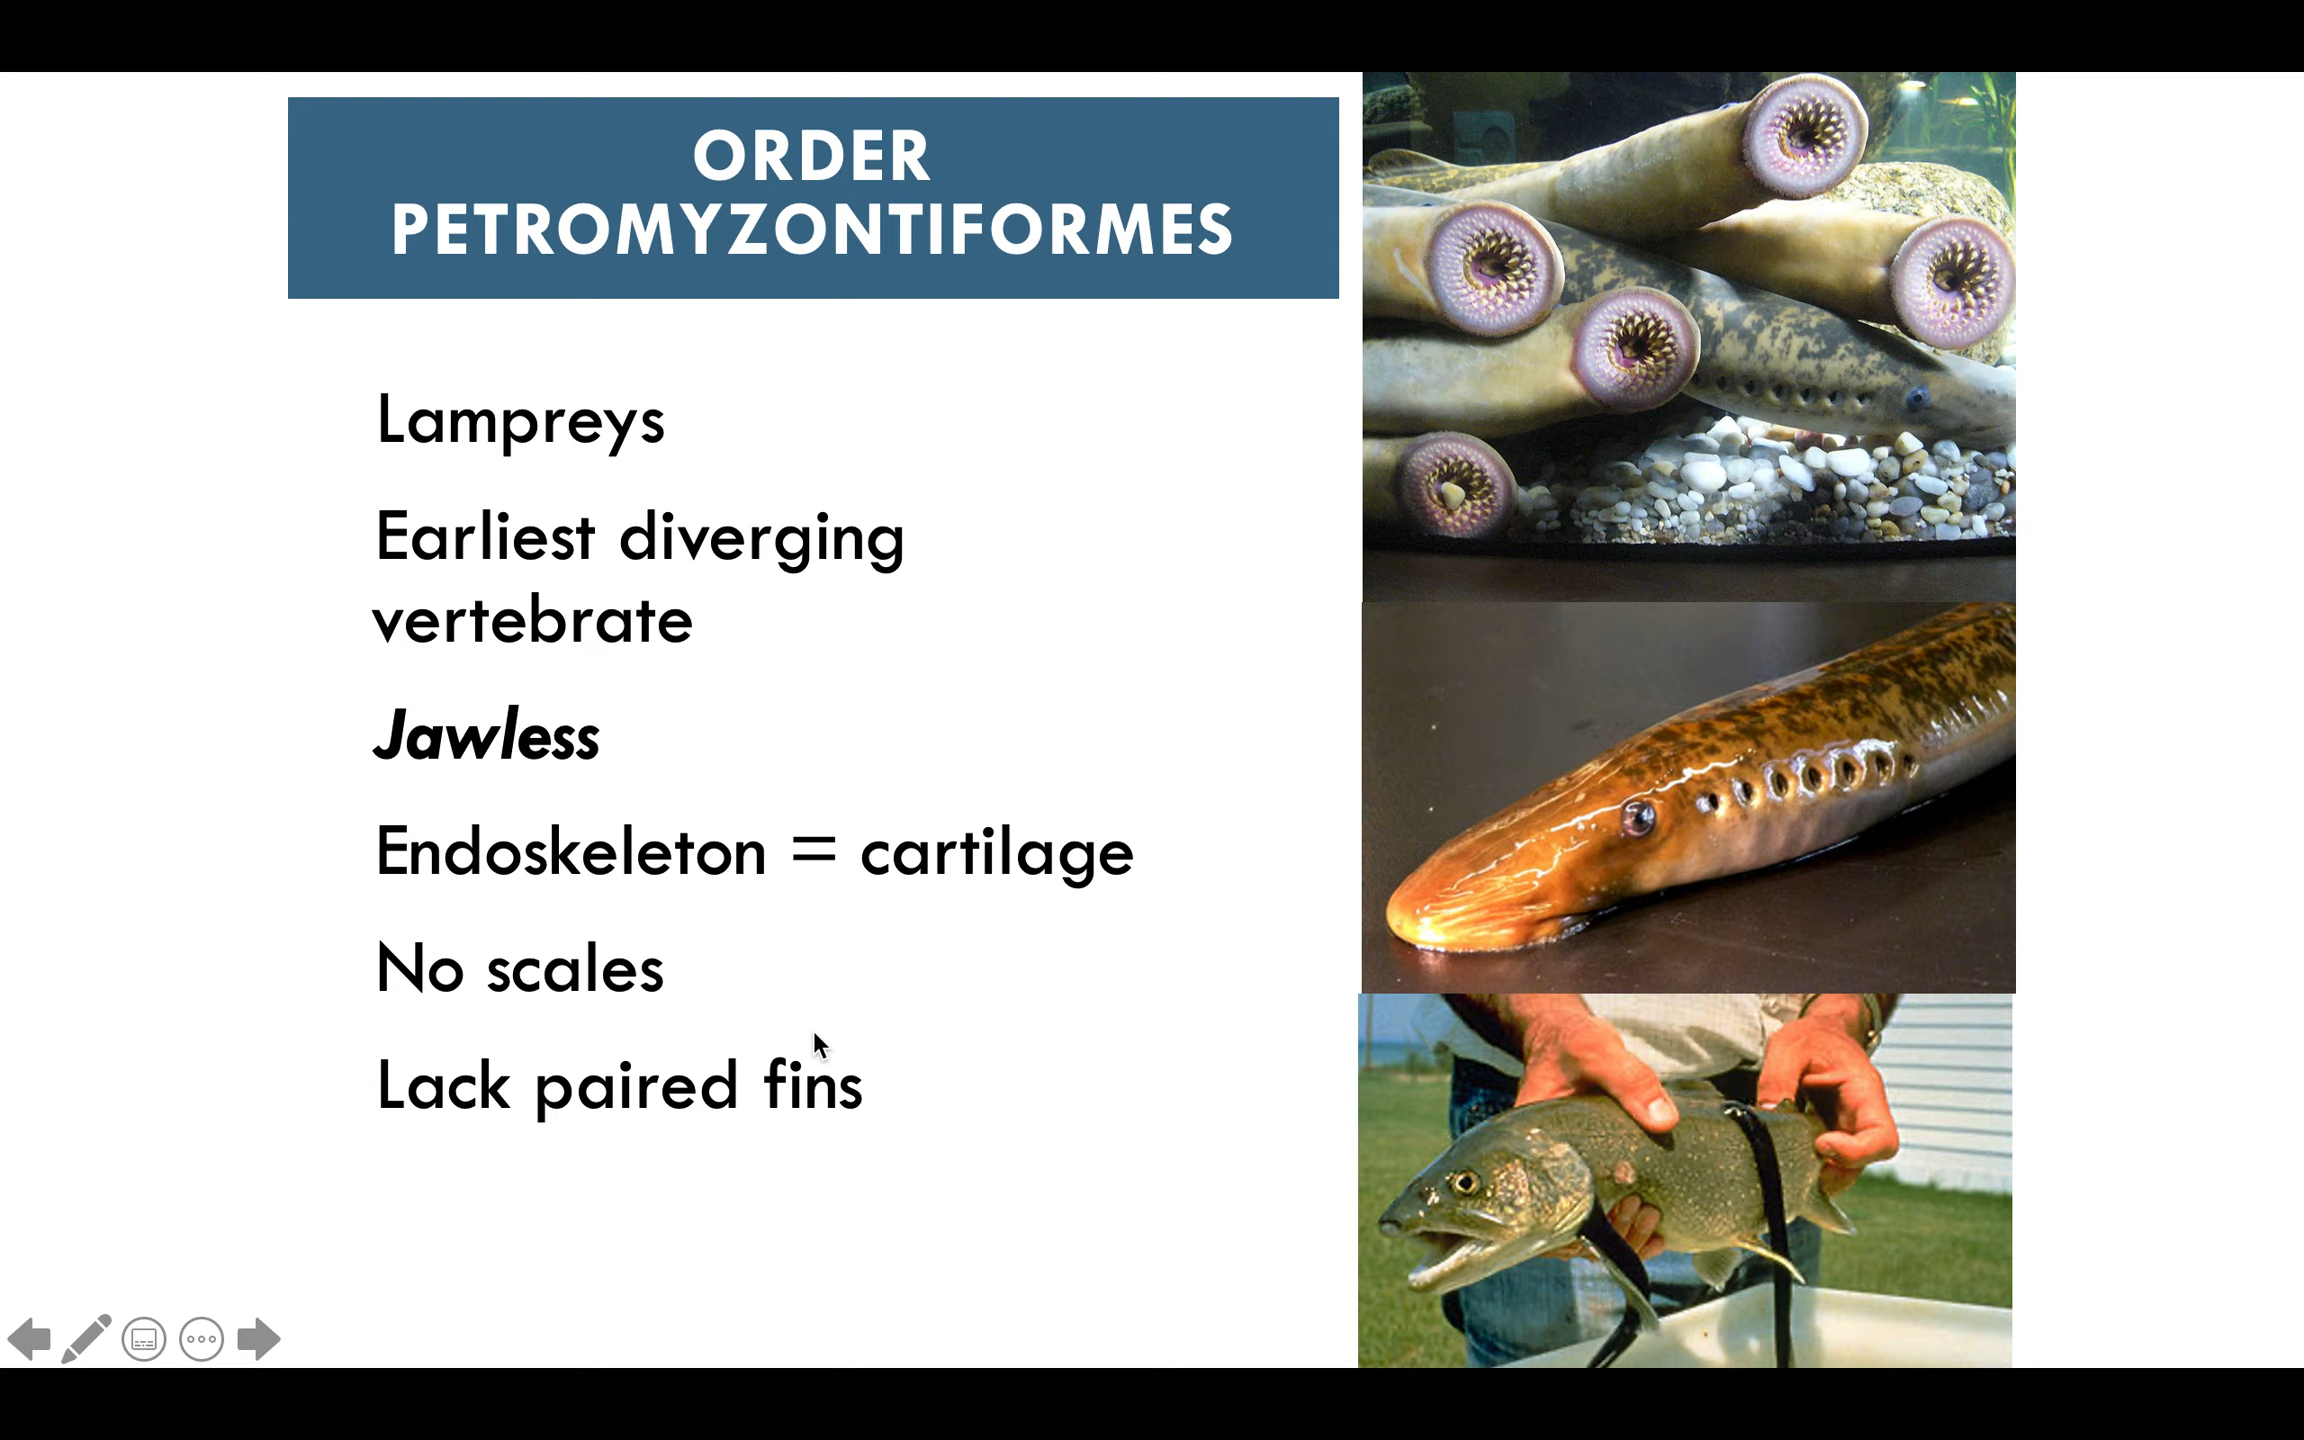 ORDER
PETROMYZONTIFORMES
Lampreys
Earliest diverging
vertebrate
Jawless
Endoskeleton = cartilage
No scales
Lack paired fins